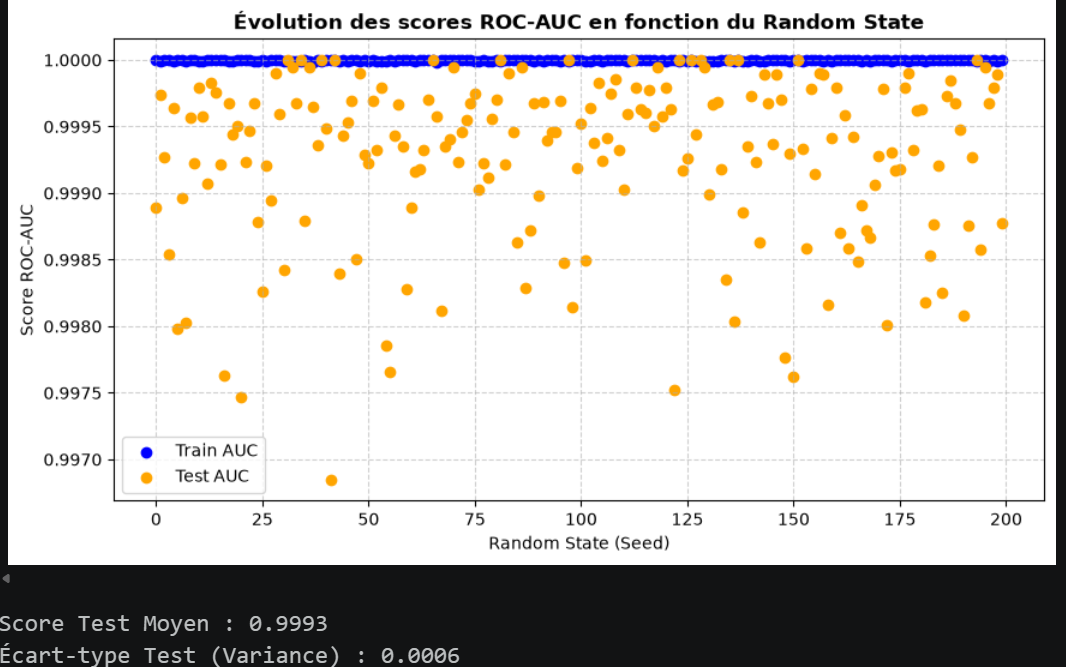 Évolution des scores ROC-AUC en fonction du Random State
1.0000
0.9995
0.9990
0.9985
0.9980
0.9975
0.9970
Score ROC-AUC
Train AUC
Test AUC
0 25 50 75 100 125 150 175 200
Random State (Seed)
Score Test Moyen : 0.9993
Écart-type Test (Variance) : 0.0006